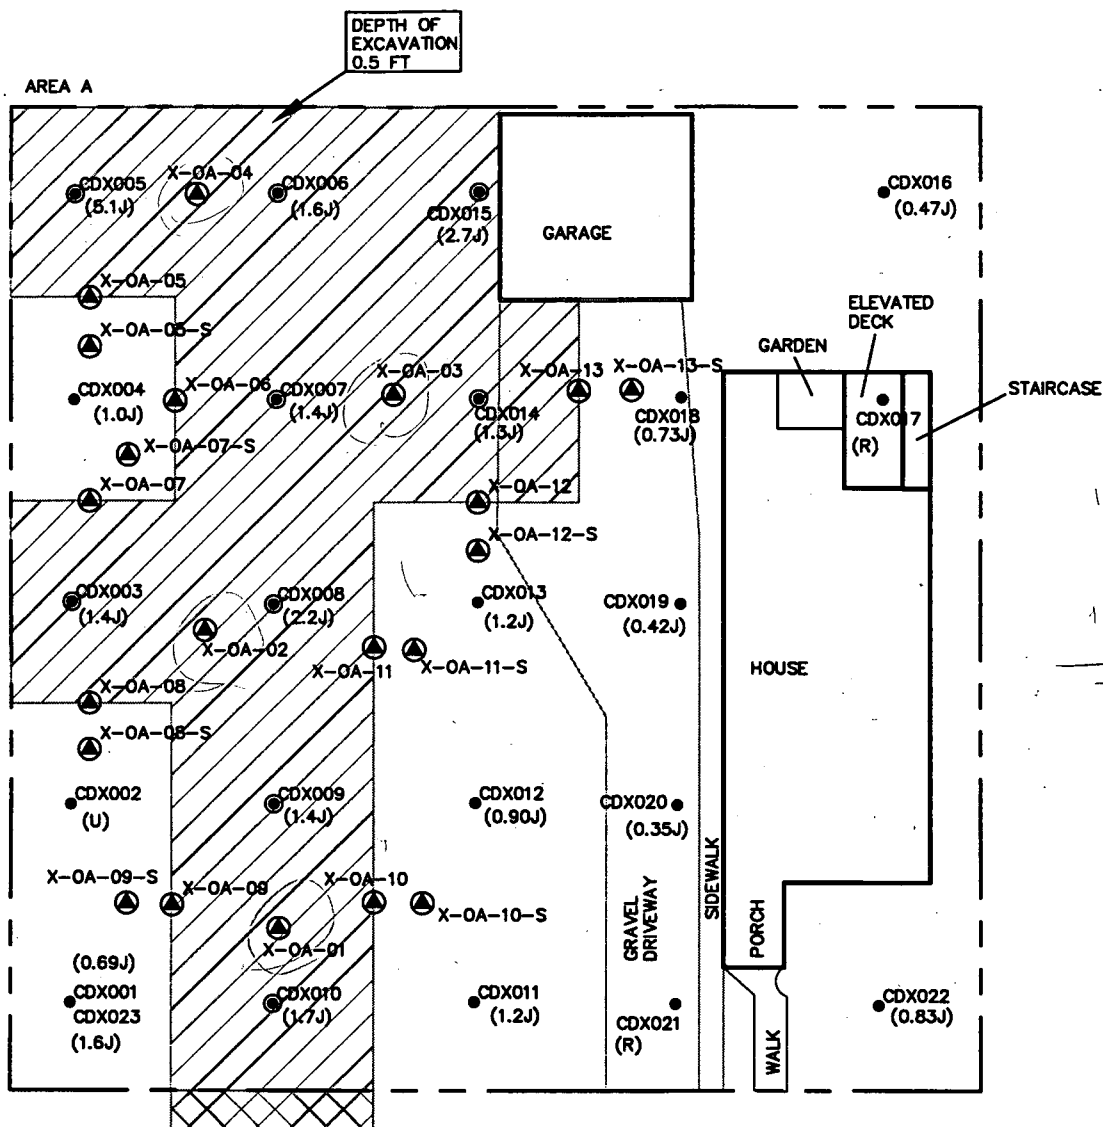 DEPTH OF
EXCAVATION
0.5 FT
AREA A
CDX005
(5.1J)
X-OA-04
CDX006
(1.6J)
CDX015
(2.7J)
GARAGE
CDX016
(0.47J)
X-OA-05
X-OA-05-S
ELEVATED
DECK
GARDEN
STAIRCASE
CDX004
(1.0J)
X-OA-06
CDX007
(1.4J)
X-OA-03
CDX014
(1.3J)
X-OA-13
X-OA-13-S
CDX018
(0.73J)
CDX017
(R)
X-OA-07-S
X-OA-07
X-OA-12
X-OA-12-S
CDX003
(1.4J)
CDX008
(2.2J)
CDX013
(1.2J)
CDX019
(0.42J)
X-OA-02
X-OA-11
X-OA-11-S
HOUSE
X-OA-08
X-OA-08-S
CDX002
(U)
CDX009
(1.4J)
CDX012
(0.90J)
CDX020
(0.35J)
X-OA-09-S
X-OA-09
X-OA-10
X-OA-10-S
X-OA-01
GRAVEL
DRIVEWAY
SIDEWALK
PORCH
(0.69J)
CDX001
CDX023
(1.6J)
CDX010
(1.7J)
CDX011
(1.2J)
CDX021
(R)
WALK
CDX022
(0.83J)